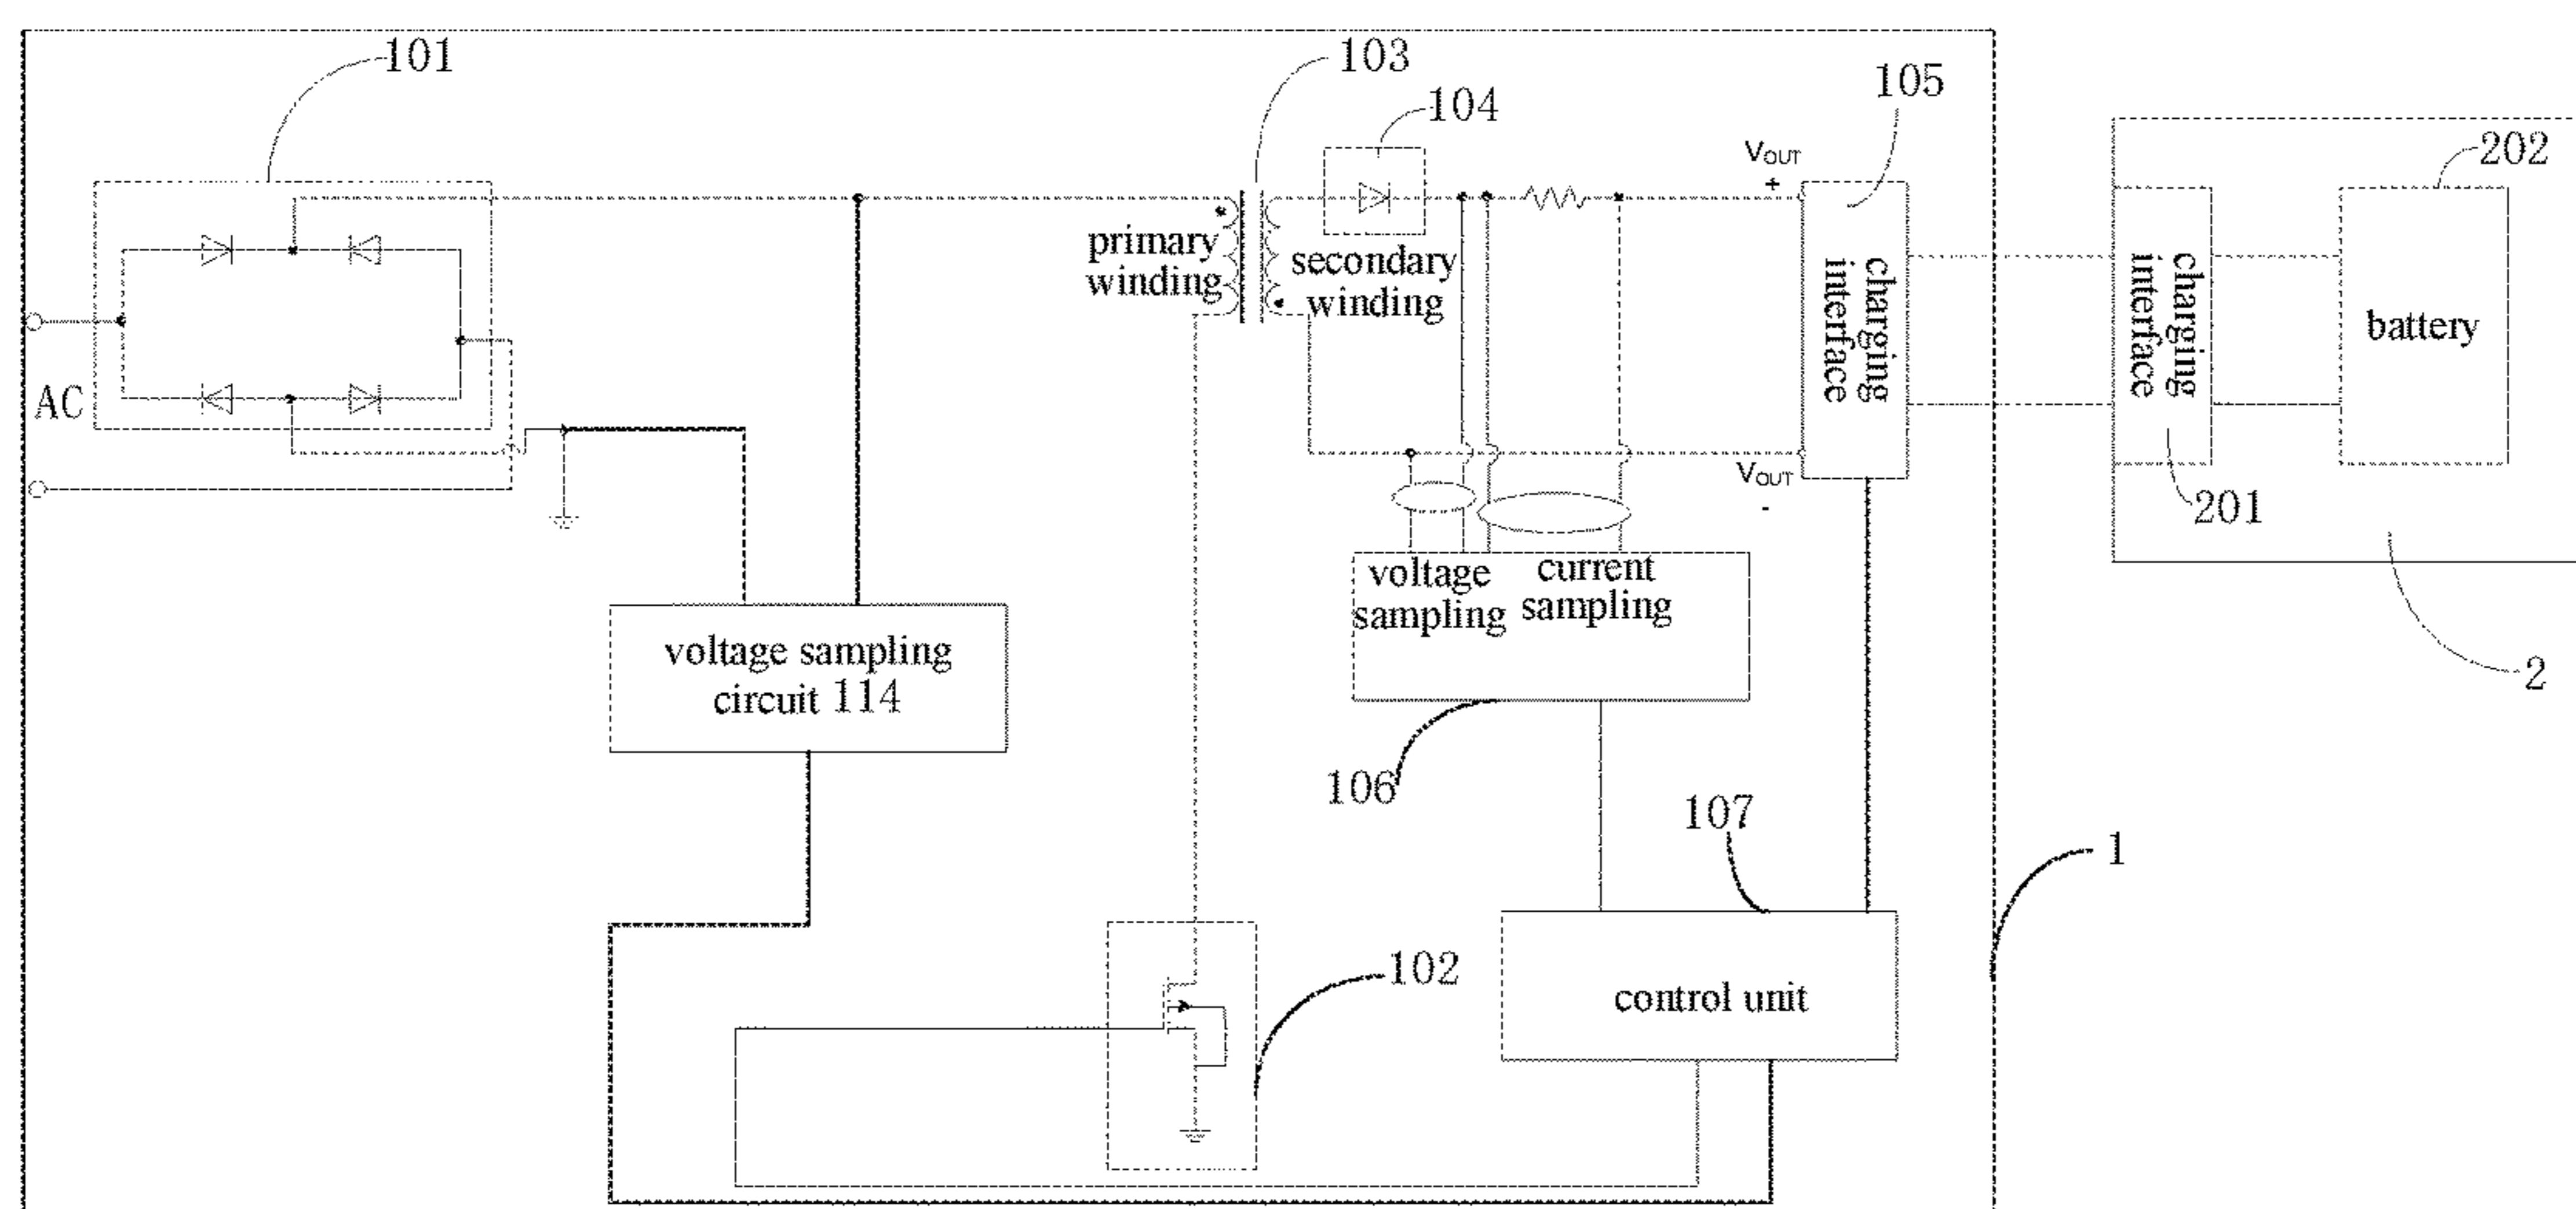 101
103
104
105
202
VOUT
+
primary
winding
secondary
winding
charging
interface
charging
interface
battery
AC
VOUT
-
201
voltage
sampling
current
sampling
voltage sampling
circuit 114
2
106
107
1
102
control unit